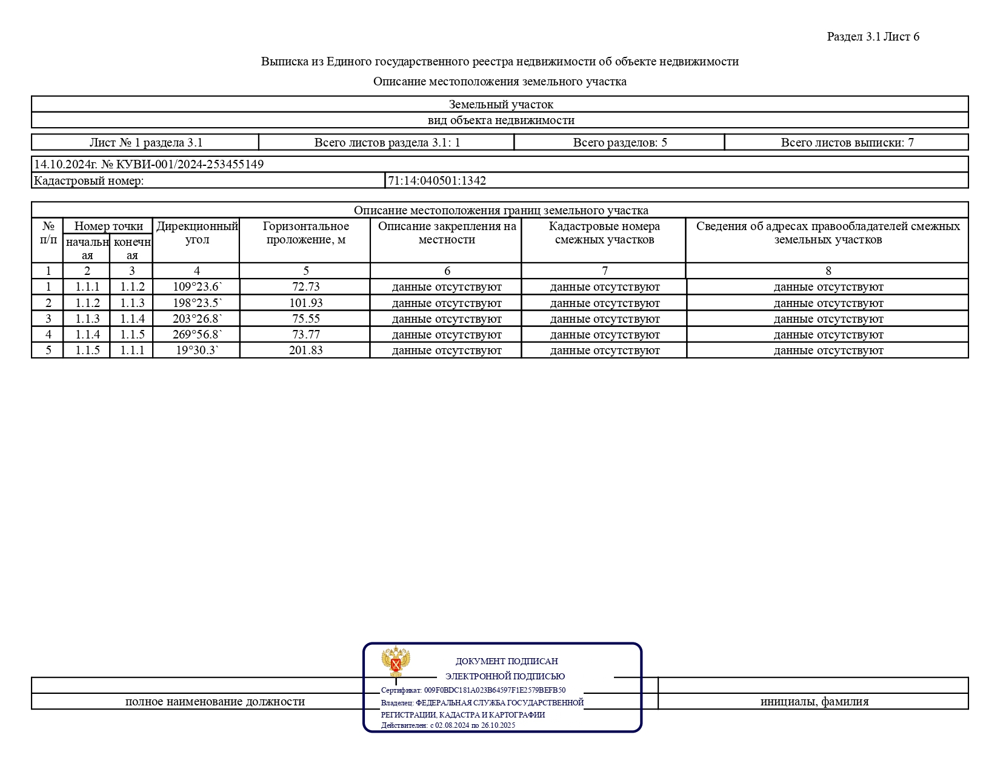 Раздел 3.1 Лист 6
Выписка из Единого государственного реестра недвижимости об объекте недвижимости
Описание местоположения земельного участка
Земельный участок
вид объекта недвижимости
Лист № 1 раздела 3.1 Всего листов раздела 3.1: 1 Всего разделов: 5 Всего листов выписки: 7
14.10.2024г. № КУВИ-001/2024-253455149
Кадастровый номер: 71:14:040501:1342
Описание местоположения границ земельного участка
№ п/п Номер точки Дирекционный угол Горизонтальное проложение, м Описание закрепления на местности Кадастровые номера смежных участков Сведения об адресах правообладателей смежных земельных участков
начальная конечная
1 2 3 4 5 6 7 8
1 1.1.1 1.1.2 109°23.6` 72.73 данные отсутствуют данные отсутствуют данные отсутствуют
2 1.1.2 1.1.3 198°23.5` 101.93 данные отсутствуют данные отсутствуют данные отсутствуют
3 1.1.3 1.1.4 203°26.8` 75.55 данные отсутствуют данные отсутствуют данные отсутствуют
4 1.1.4 1.1.5 269°56.8` 73.77 данные отсутствуют данные отсутствуют данные отсутствуют
5 1.1.5 1.1.1 19°30.3` 201.83 данные отсутствуют данные отсутствуют данные отсутствуют
ДОКУМЕНТ ПОДПИСАН
ЭЛЕКТРОННОЙ ПОДПИСЬЮ
Сертификат: 009F0BDC181A023B64597F1E2579BEFB50
Владелец: ФЕДЕРАЛЬНАЯ СЛУЖБА ГОСУДАРСТВЕННОЙ
РЕГИСТРАЦИИ, КАДАСТРА И КАРТОГРАФИИ
Действителен: с 02.08.2024 по 26.10.2025
полное наименование должности инициалы, фамилия